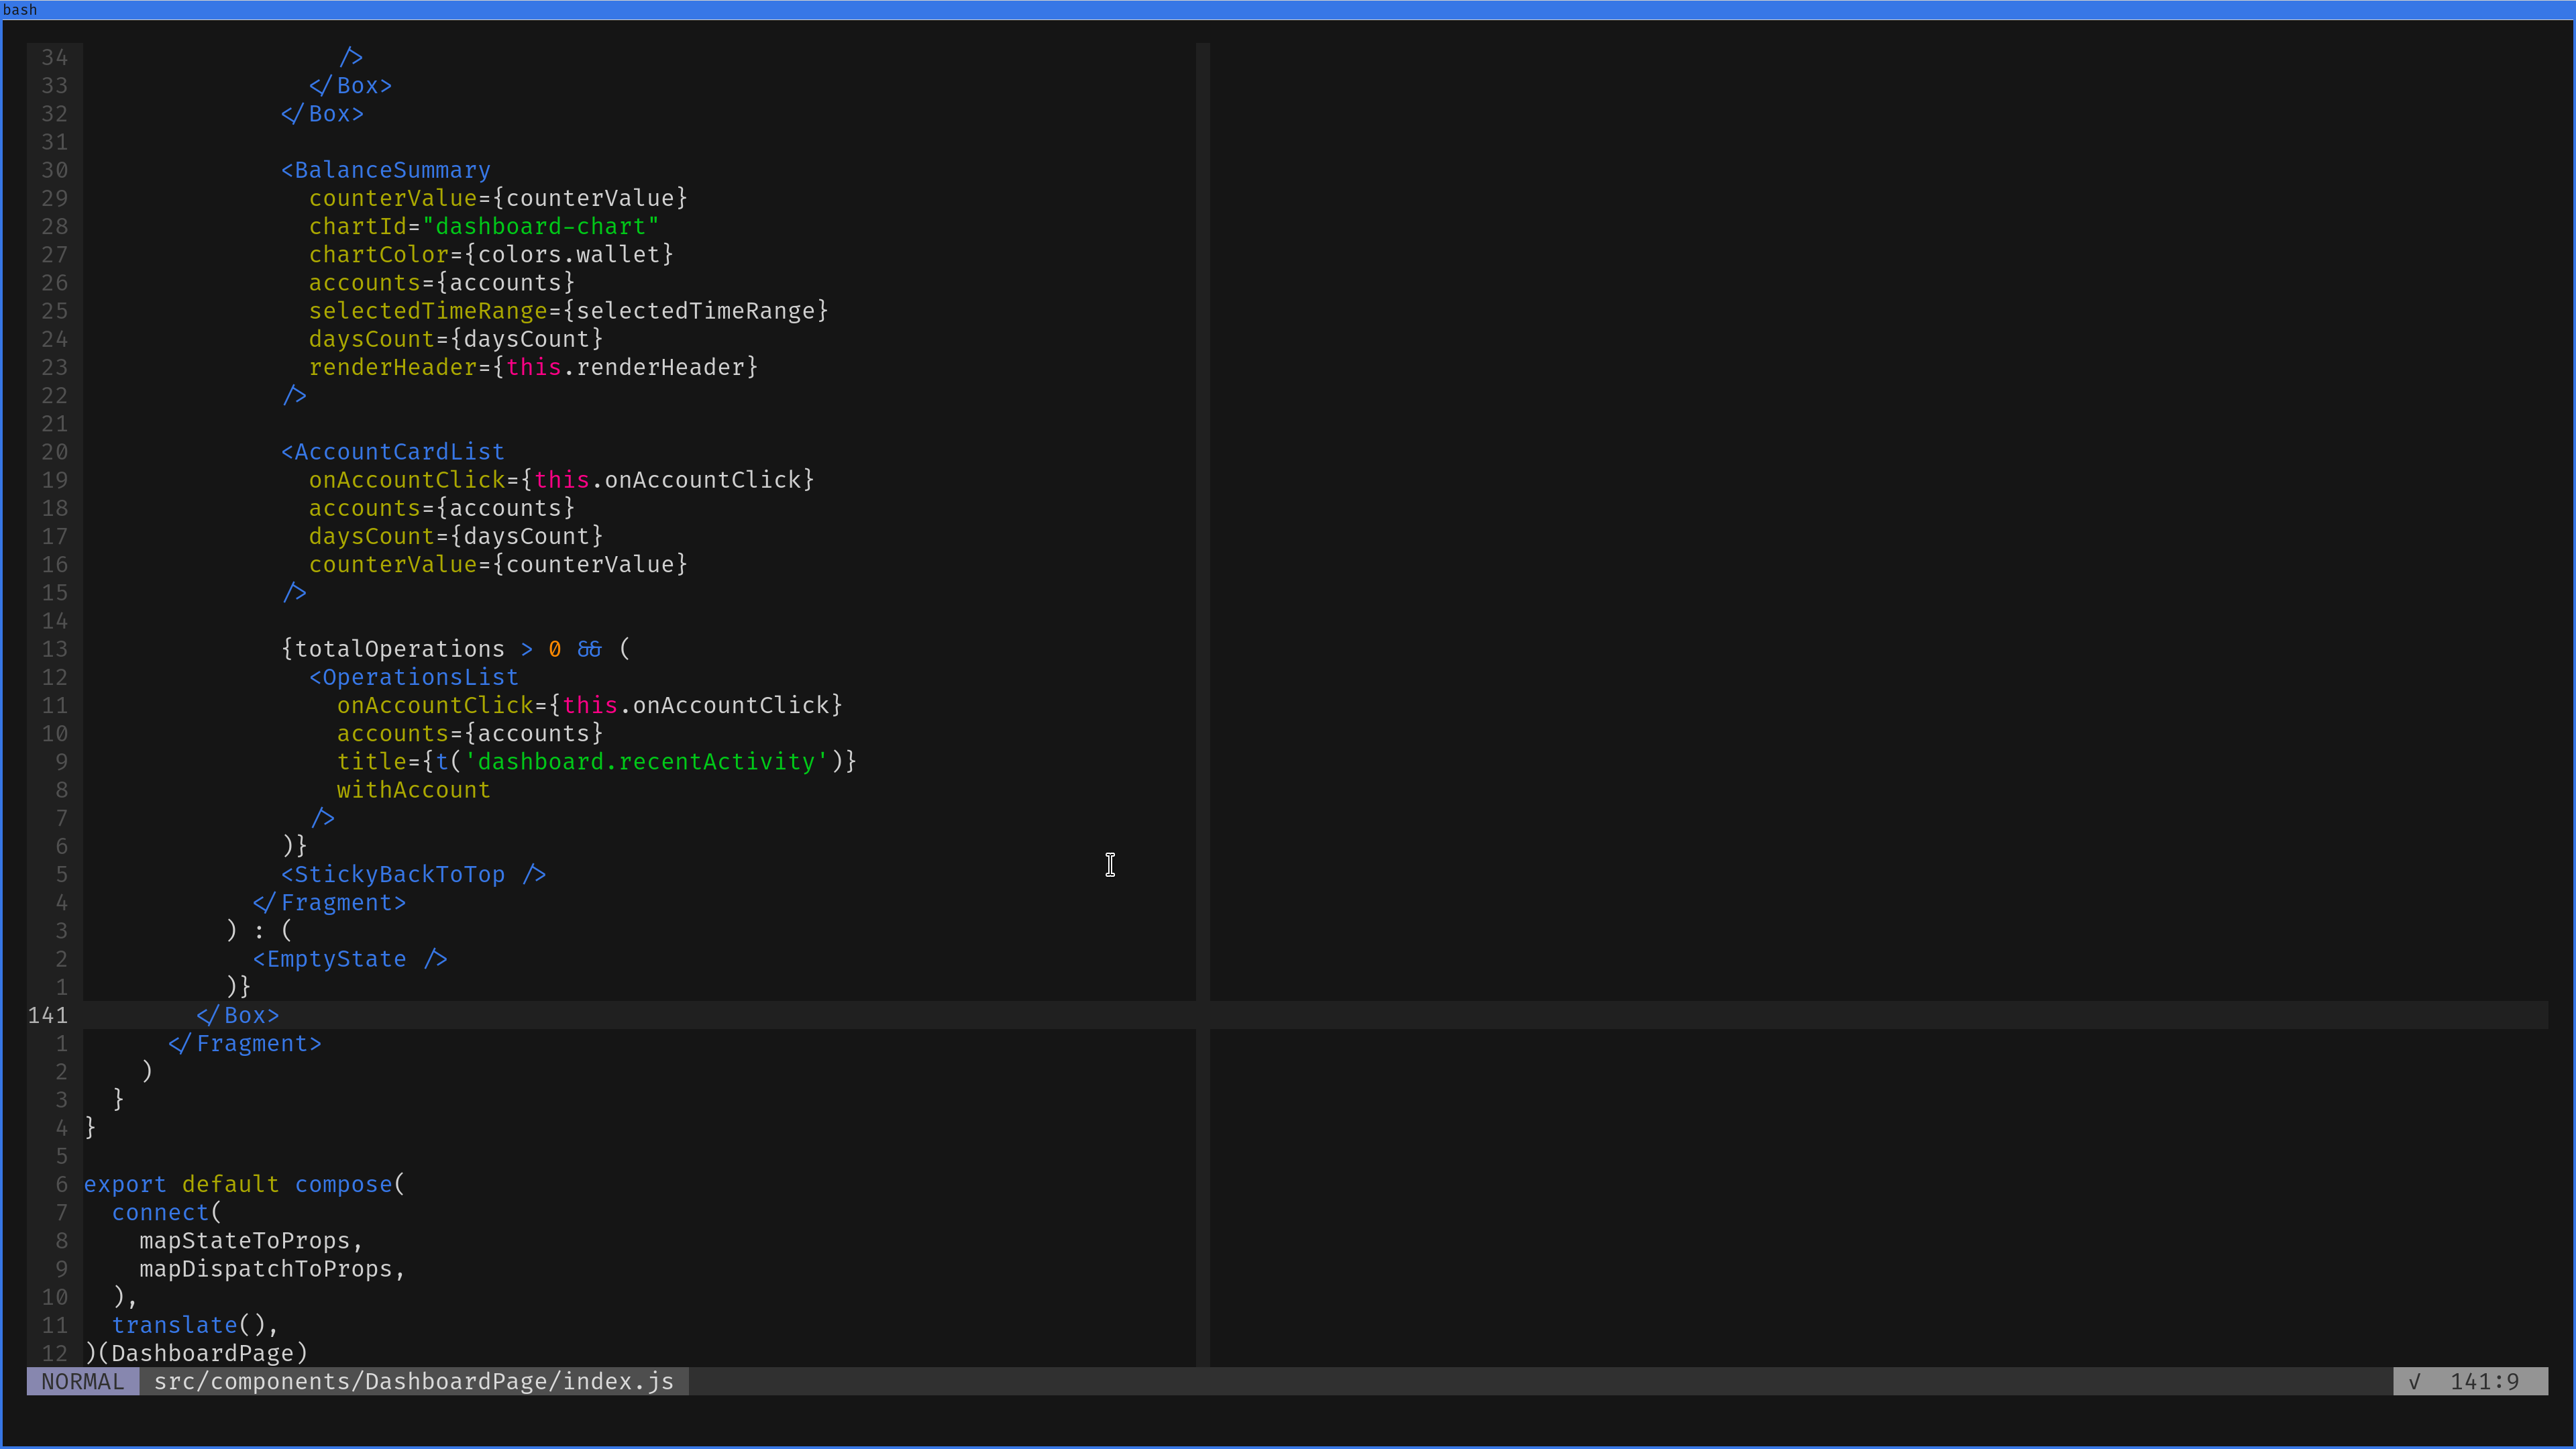 bash
34                   />
33                 </Box>
32               </Box>
31
30               <BalanceSummary
29                 counterValue={counterValue}
28                 chartId="dashboard-chart"
27                 chartColor={colors.wallet}
26                 accounts={accounts}
25                 selectedTimeRange={selectedTimeRange}
24                 daysCount={daysCount}
23                 renderHeader={this.renderHeader}
22               />
21
20               <AccountCardList
19                 onAccountClick={this.onAccountClick}
18                 accounts={accounts}
17                 daysCount={daysCount}
16                 counterValue={counterValue}
15               />
14
13               {totalOperations > 0 && (
12                 <OperationsList
11                   onAccountClick={this.onAccountClick}
10                   accounts={accounts}
9                   title={t('dashboard.recentActivity')}
8                   withAccount
7                 />
6               )}
5               <StickyBackToTop />
4             </Fragment>
3           ) : (
2             <EmptyState />
1           )}
141         </Box>
1       </Fragment>
2     )
3   }
4 }
5
6 export default compose(
7   connect(
8     mapStateToProps,
9     mapDispatchToProps,
10   ),
11   translate(),
12 )(DashboardPage)
NORMAL src/components/DashboardPage/index.js √ 141:9